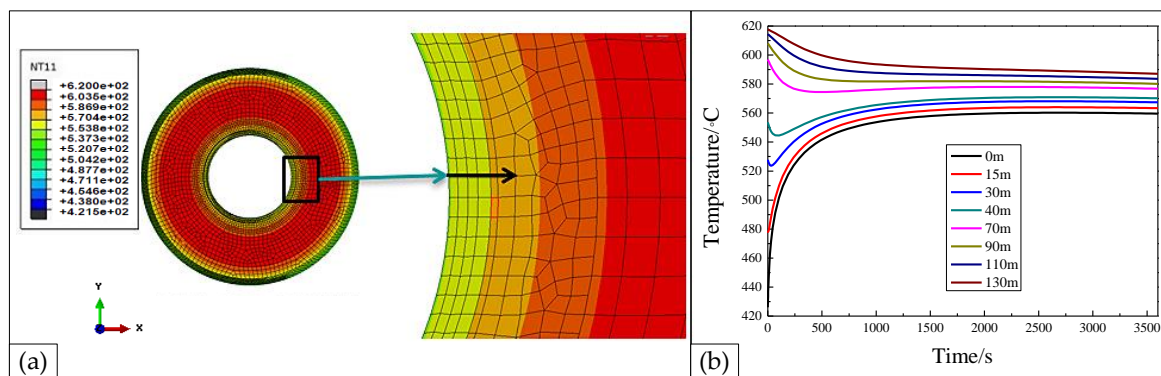 NT11
+6.200e+02
+6.035e+02
+5.869e+02
+5.704e+02
+5.538e+02
+5.373e+02
+5.207e+02
+5.042e+02
+4.877e+02
+4.711e+02
+4.546e+02
+4.380e+02
+4.215e+02
Y
X
(a)
620
600
580
560
540
520
500
480
460
440
420
Temperature/°C
0m
15m
30m
40m
70m
90m
110m
130m
0 500 1000 1500 2000 2500 3000 3500
Time/s
(b)